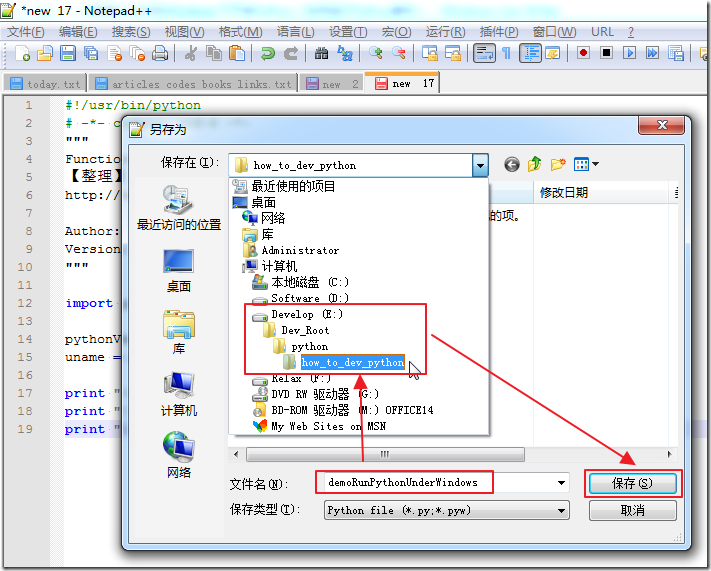 *new 17 - Notepad++
文件(F) 编辑(E) 搜索(S) 视图(V) 格式(M) 语言(L) 设置(T) 宏(O) 运行(R) 插件(P) 窗口(W) URL ?
today.txt articles codes books links.txt new 2 new 17
1 #!/usr/bin/python
2 # -*- c
3 """
4 Function
5 【整理】
6 http://
7
8 Author:
9 Version
10 """
11
12 import
13
14 pythonV
15 uname =
16
17 print "
18 print "
19 print "
另存为
保存在(I): how_to_dev_python
最近访问的位置
桌面
库
计算机
网络
修改日期
的项。
最近使用的项目
桌面
网络
库
Administrator
计算机
本地磁盘 (C:)
Software (D:)
Develop (E:)
Dev_Root
python
how_to_dev_python
Relax (F:)
DVD RW 驱动器 (G:)
BD-ROM 驱动器 (M:) OFFICE14
My Web Sites on MSN
文件名(N): demoRunPythonUnderWindows 保存(S)
保存类型(T): Python file (*.py;*.pyw) 取消